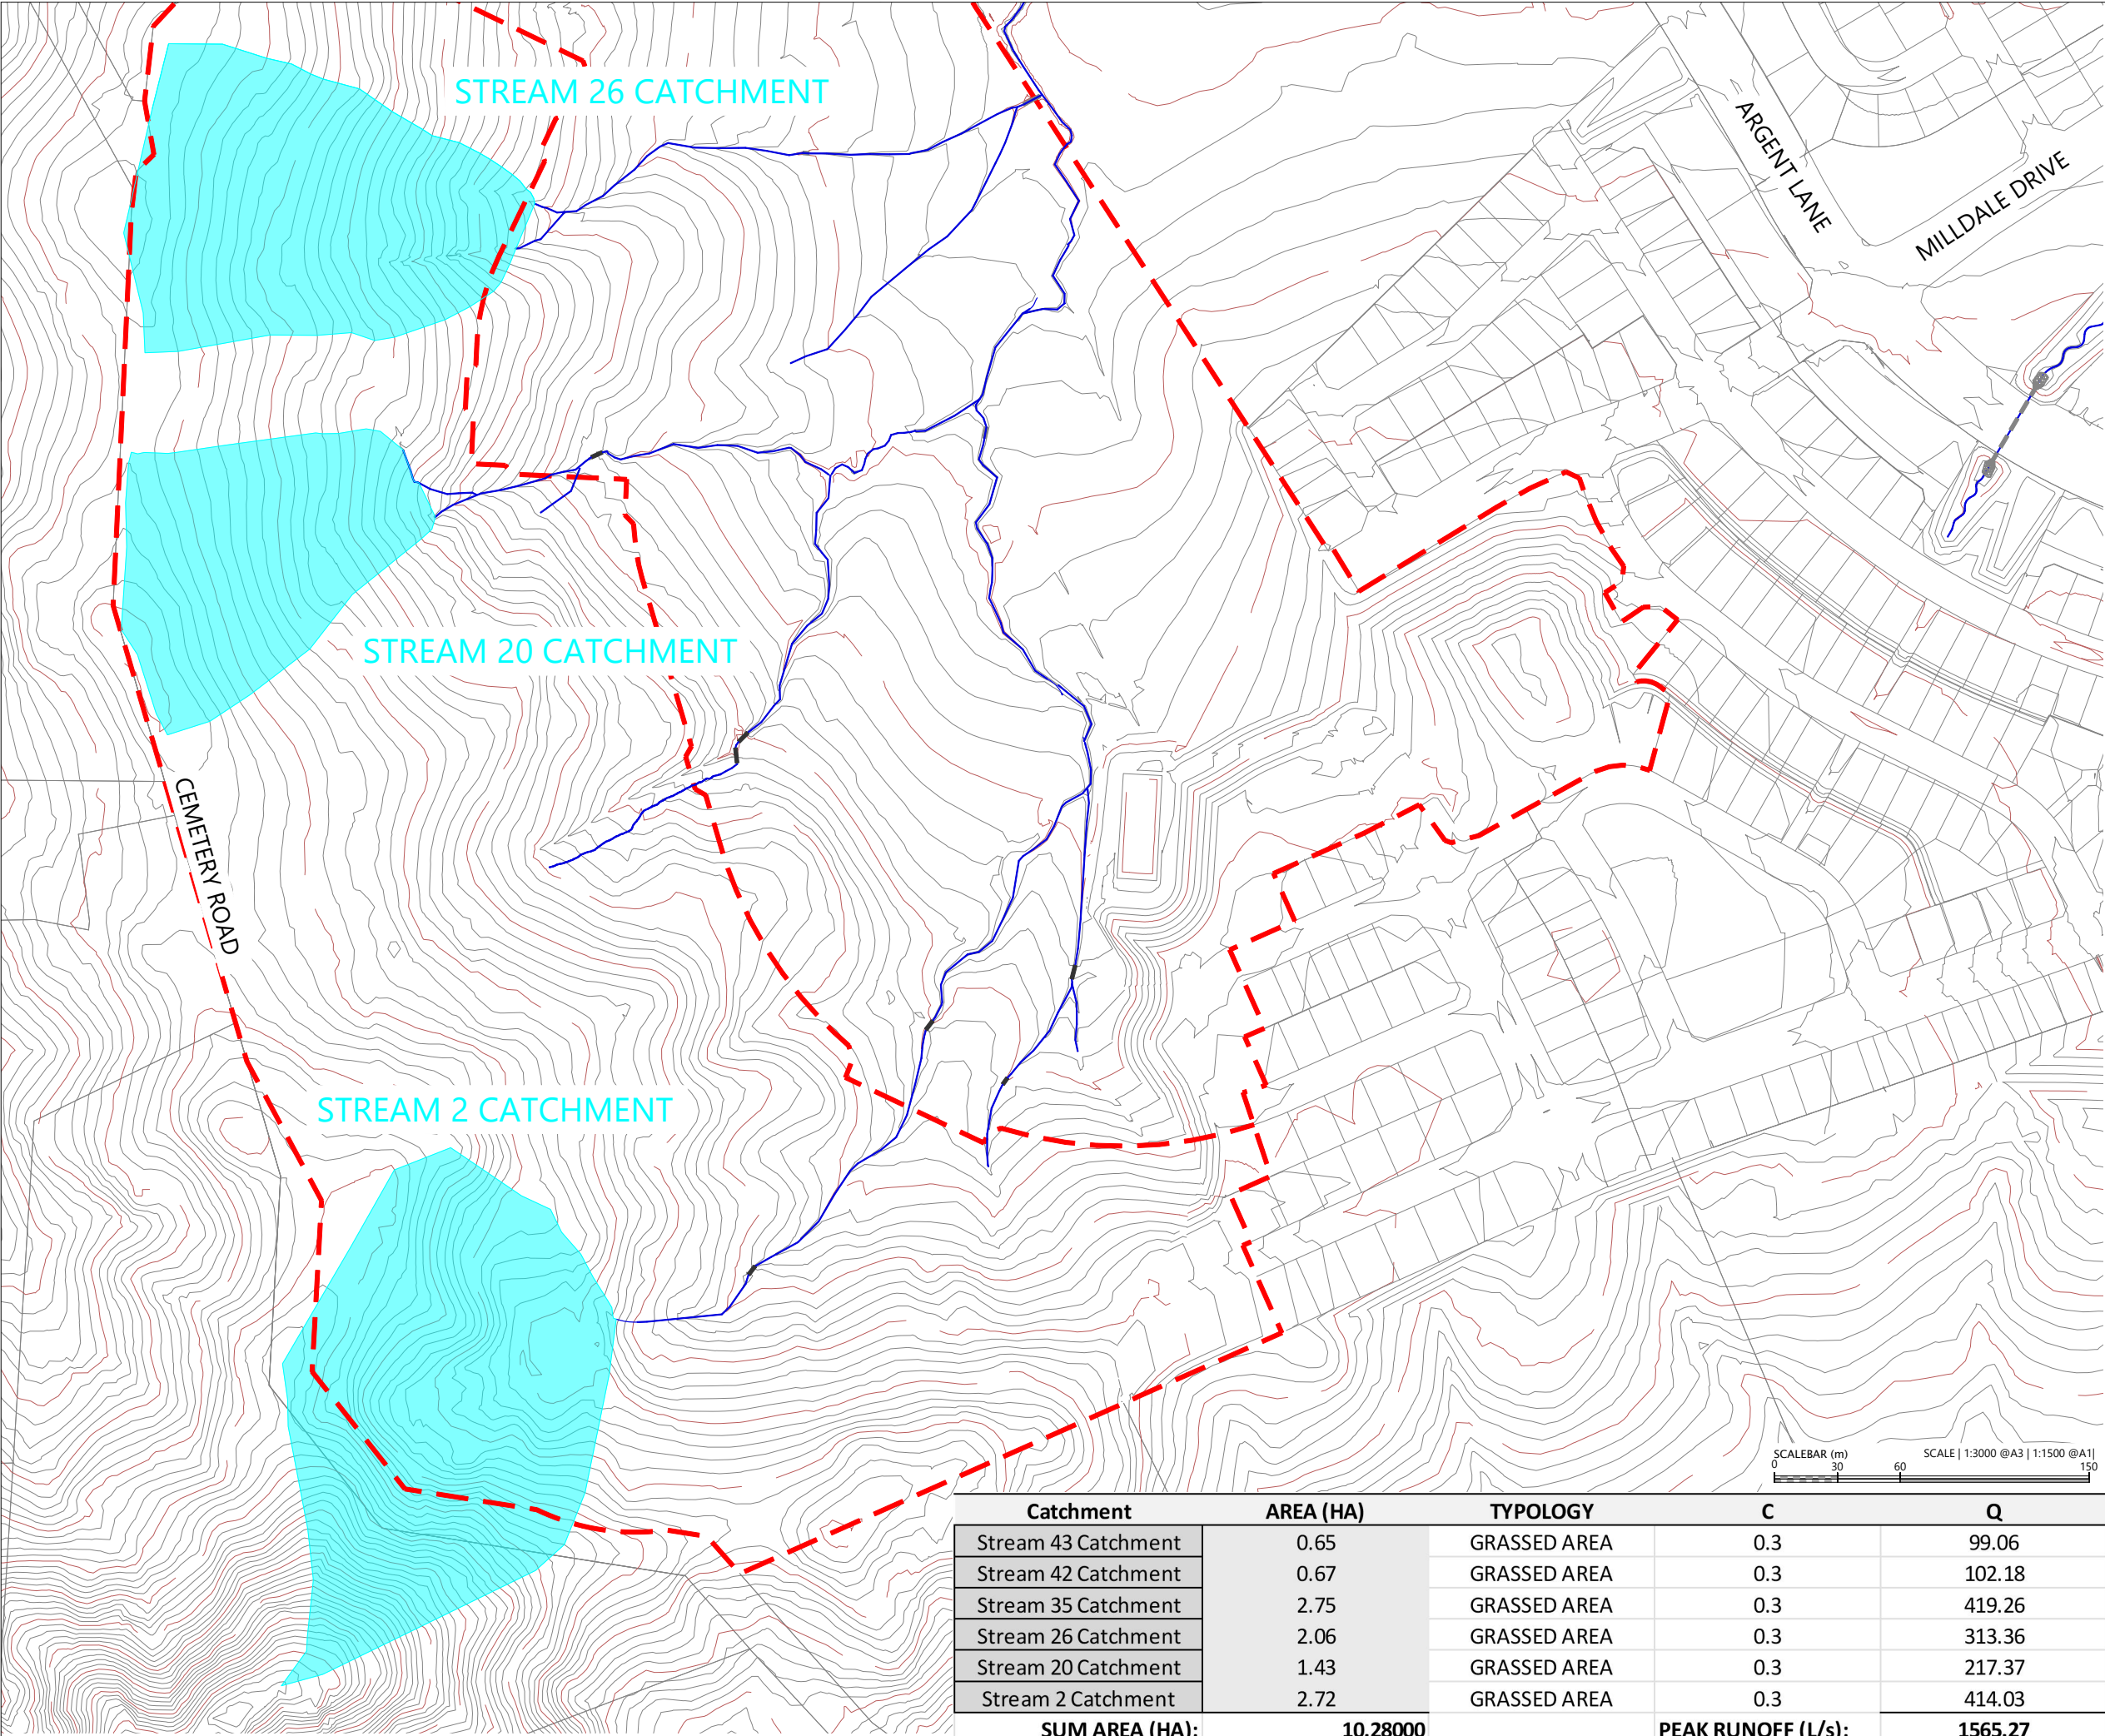 STREAM 26 CATCHMENT
ARGENT LANE
MILLDALE DRIVE
STREAM 20 CATCHMENT
CEMETERY ROAD
STREAM 2 CATCHMENT
SCALEBAR (m) SCALE | 1:3000 @A3 | 1:1500 @A1|
0 30 60 150
Catchment AREA (HA) TYPOLOGY C Q
Stream 43 Catchment 0.65 GRASSED AREA 0.3 99.06
Stream 42 Catchment 0.67 GRASSED AREA 0.3 102.18
Stream 35 Catchment 2.75 GRASSED AREA 0.3 419.26
Stream 26 Catchment 2.06 GRASSED AREA 0.3 313.36
Stream 20 Catchment 1.43 GRASSED AREA 0.3 217.37
Stream 2 Catchment 2.72 GRASSED AREA 0.3 414.03
SUM AREA (HA): 10.28000 PEAK RUNOFF (L/s): 1565.27